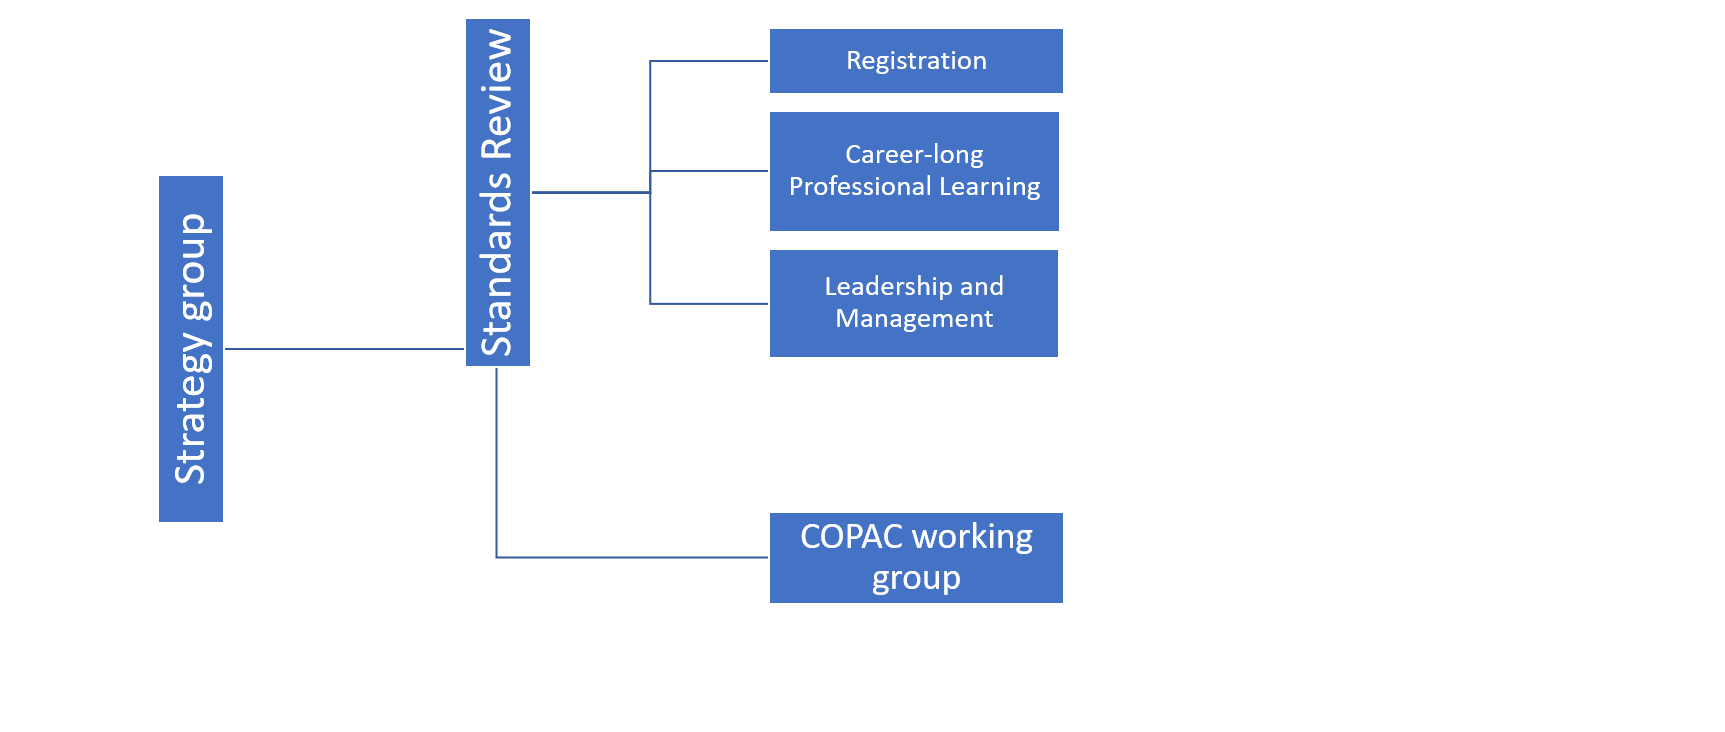 Strategy group
Standards Review
Registration
Career-long
Professional Learning
Leadership and
Management
COPAC working
group